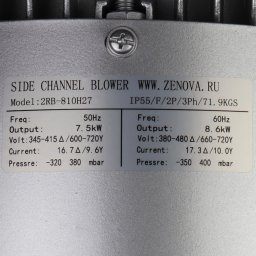 SIDE CHANNEL BLOWER WWW.ZENOVA.RU
Model:2RB-810H27 IP55/F/2P/3Ph/71.9KGS
Freq: 50Hz
Output: 7.5kW
Volt:345-415Δ/600-720Y
Current: 16.7Δ/9.6Y
Pressre: -320 380 mbar
Freq: 60Hz
Output: 8.6kW
Volt:380-480Δ/660-720Y
Current: 17.3Δ/10.0Y
Pressre: -350 400 mbar